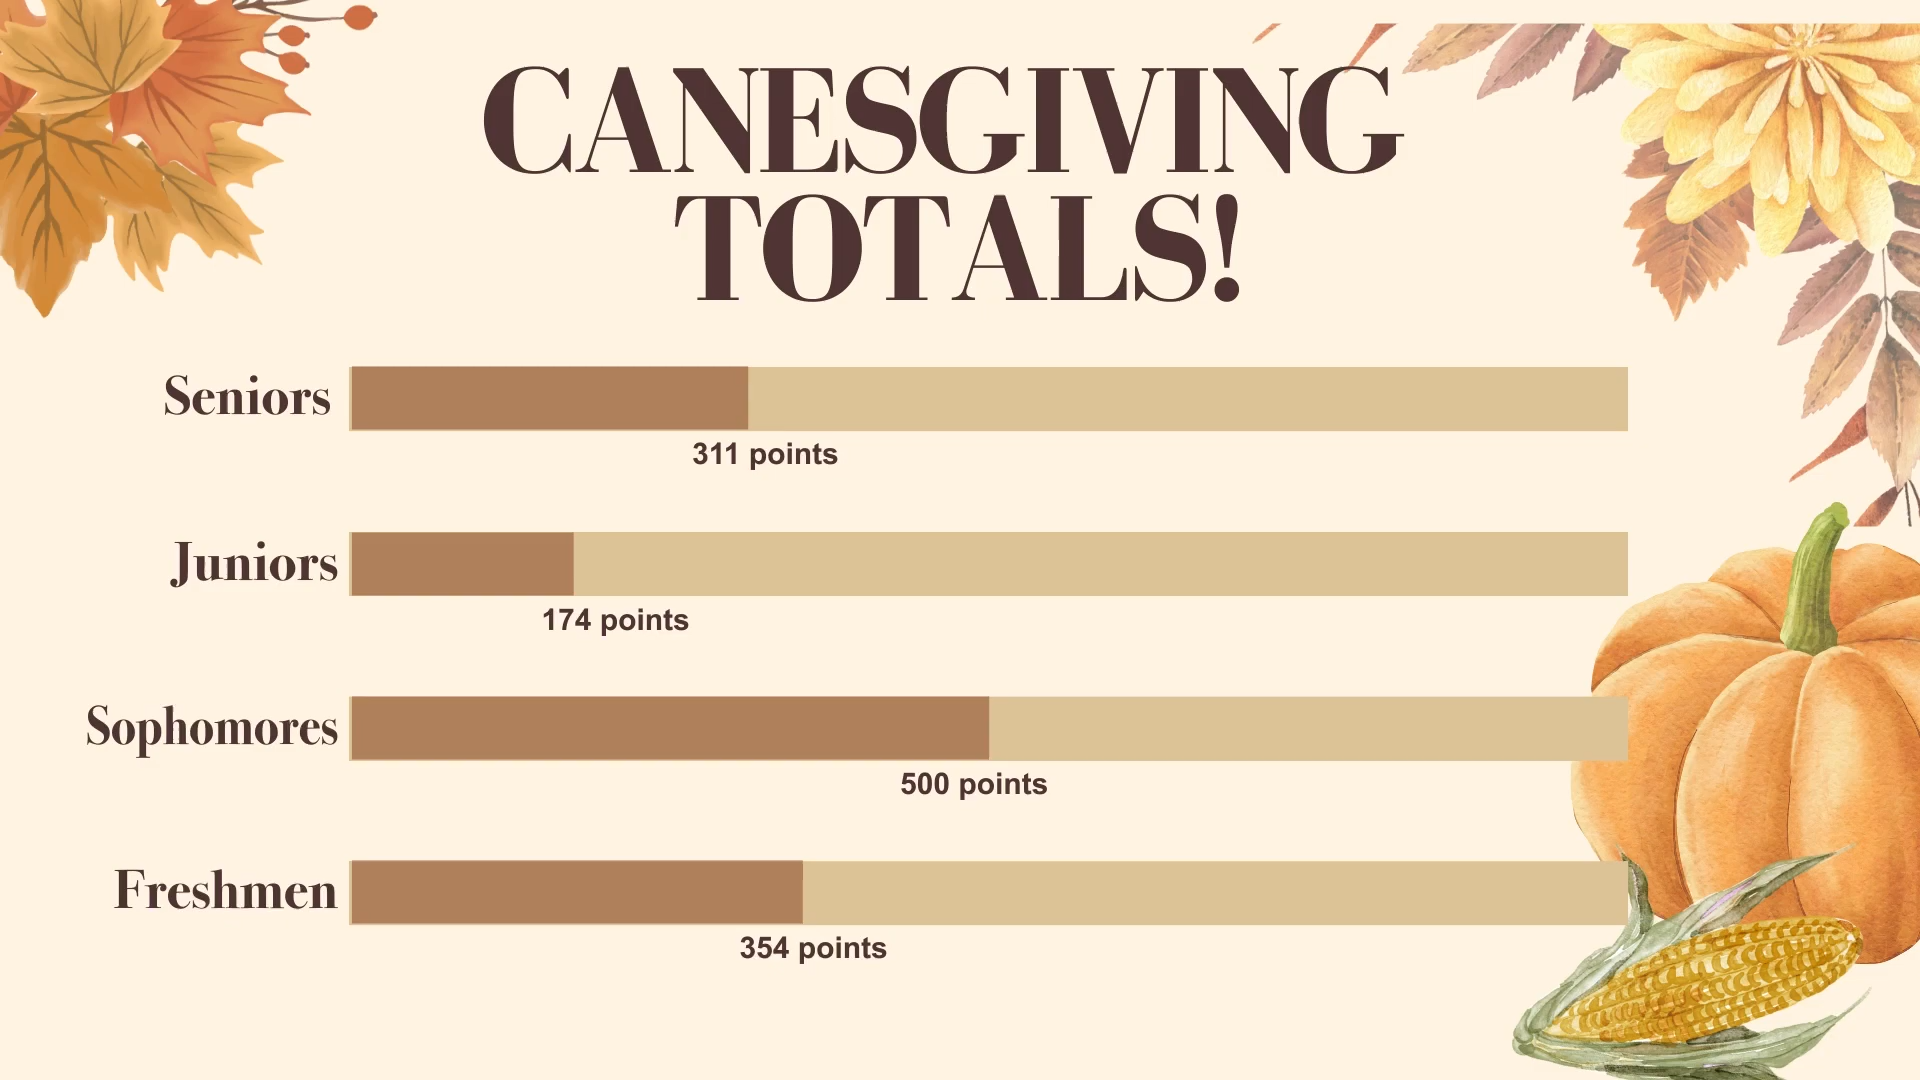 CANESGIVING
TOTALS!
Seniors
311 points
Juniors
174 points
Sophomores
500 points
Freshmen
354 points